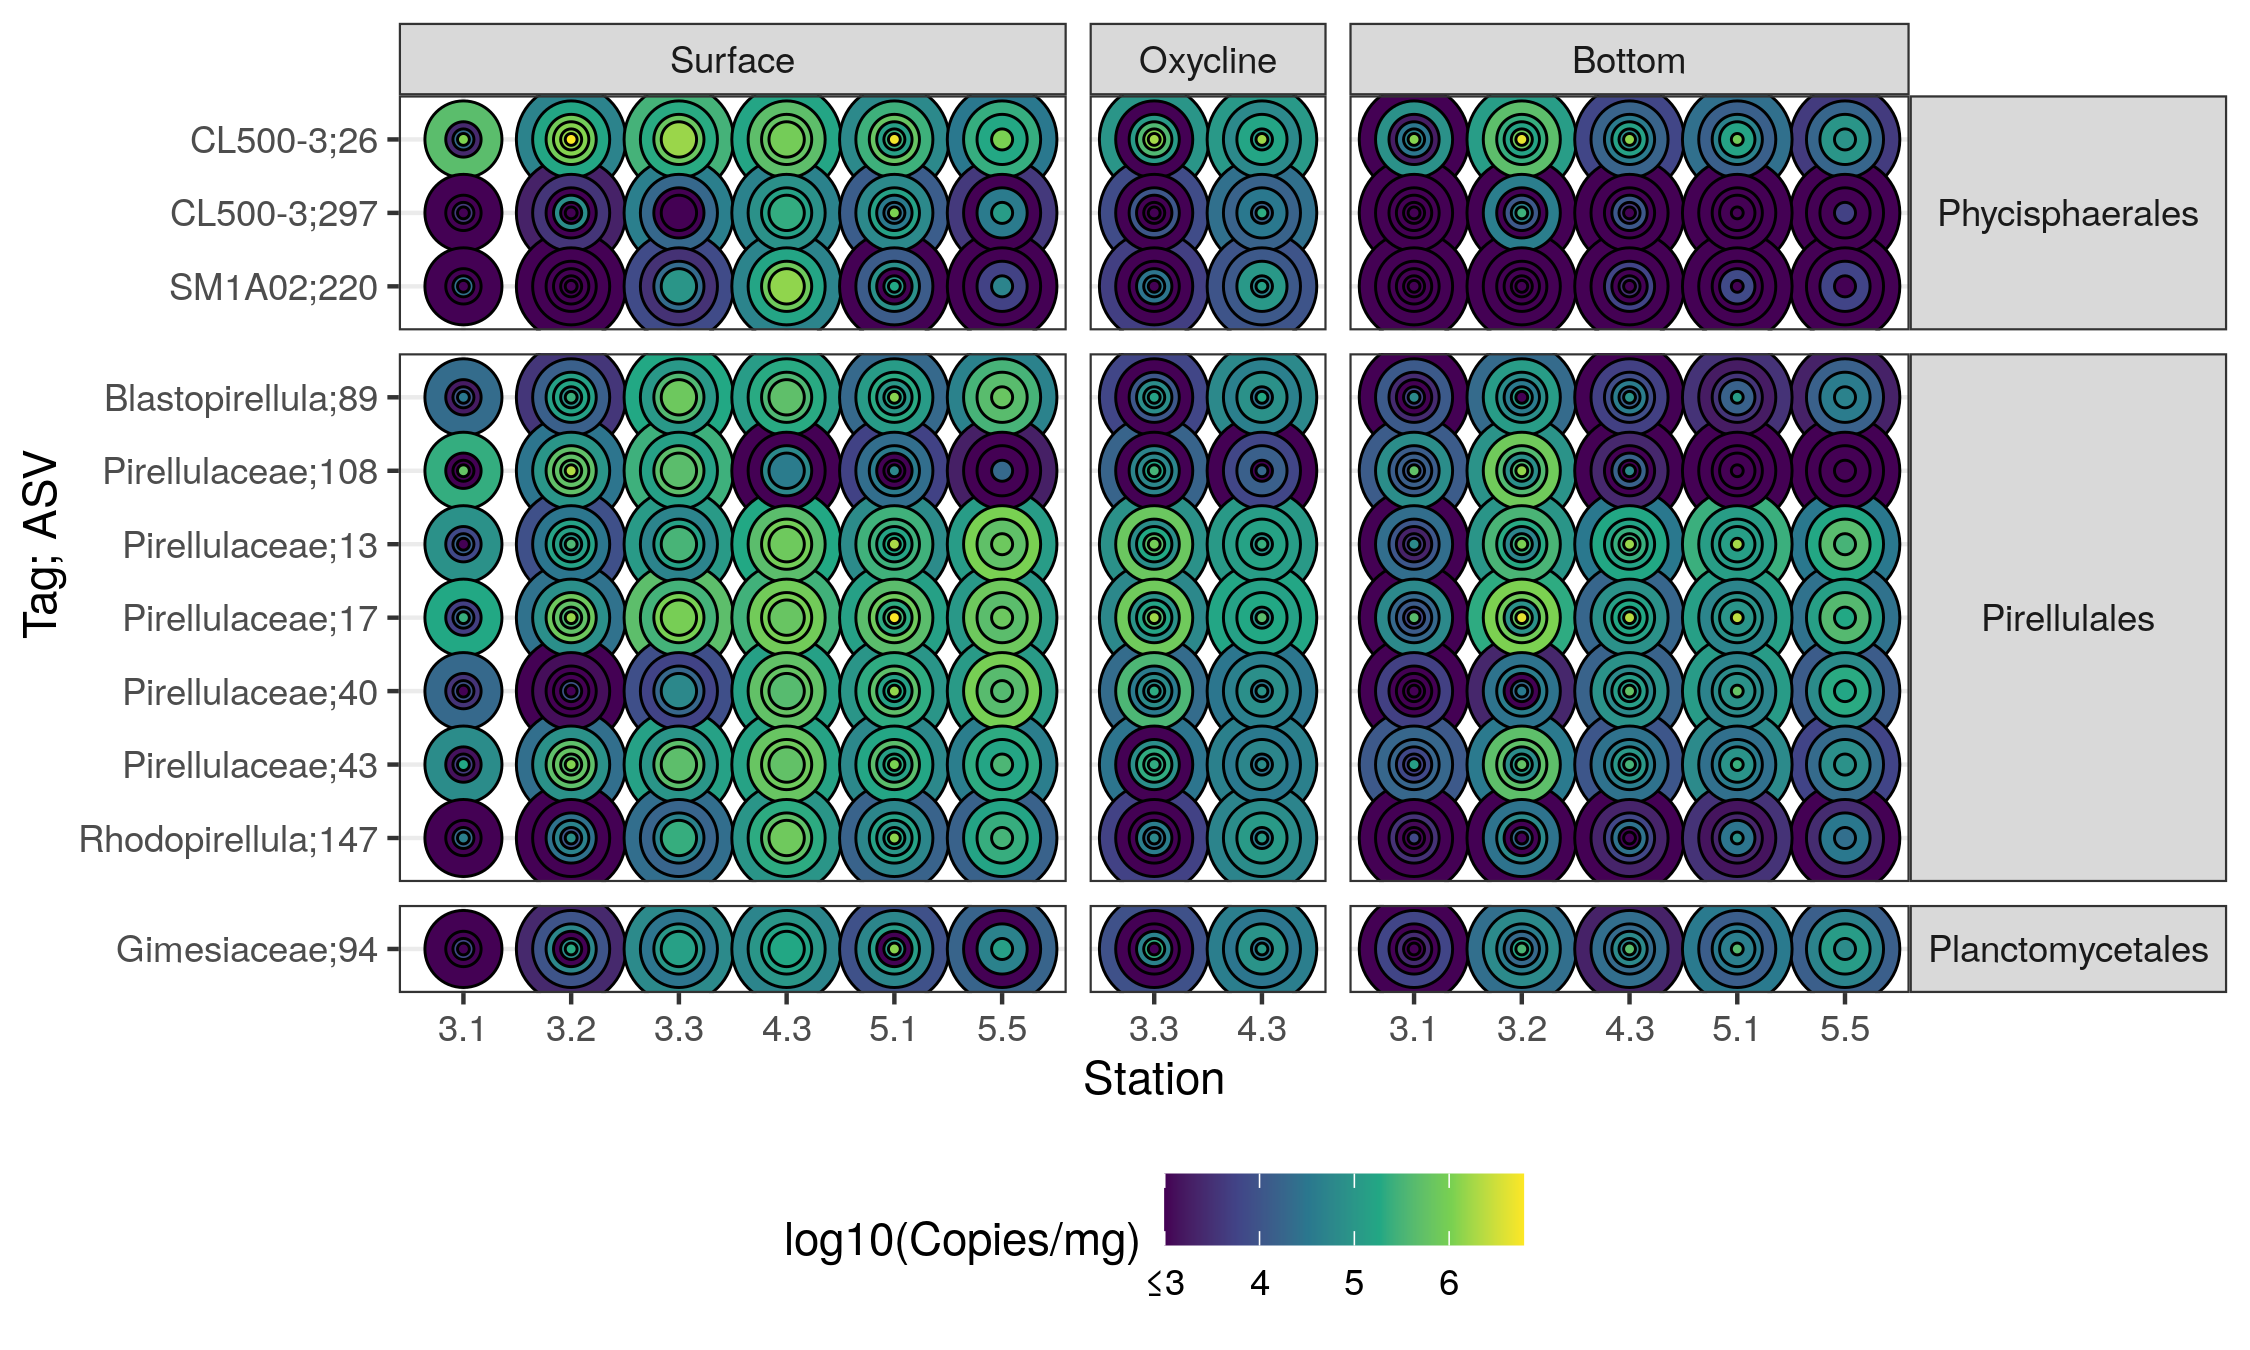 Surface
Oxycline
Bottom
CL500-3;26
CL500-3;297
SM1A02;220
Phycisphaerales
Blastopirellula;89
Pirellulaceae;108
Pirellulaceae;13
Pirellulaceae;17
Pirellulaceae;40
Pirellulaceae;43
Rhodopirellula;147
Pirellulales
Gimesiaceae;94
Planctomycetales
Tag; ASV
3.1 3.2 3.3 4.3 5.1 5.5
3.3 4.3
3.1 3.2 4.3 5.1 5.5
Station
log10(Copies/mg)
≤3 4 5 6